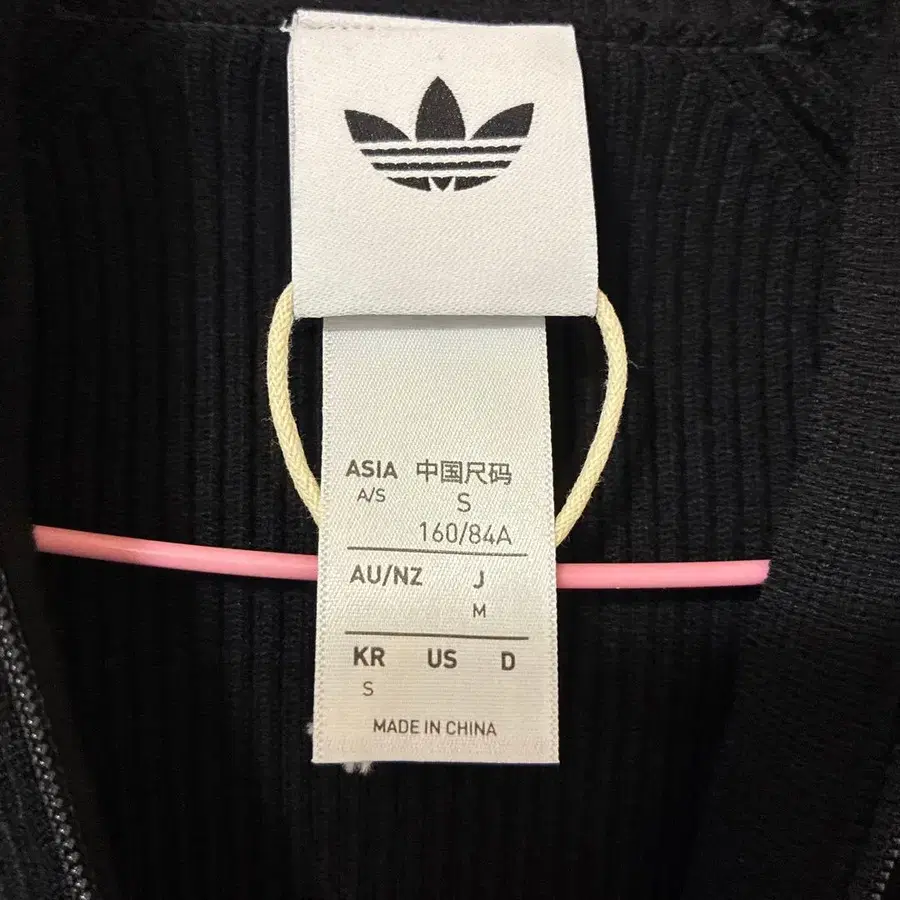 ASIA 中国尺码
A/S S
160/84A
AU/NZ J
M
KR US D
S
MADE IN CHINA